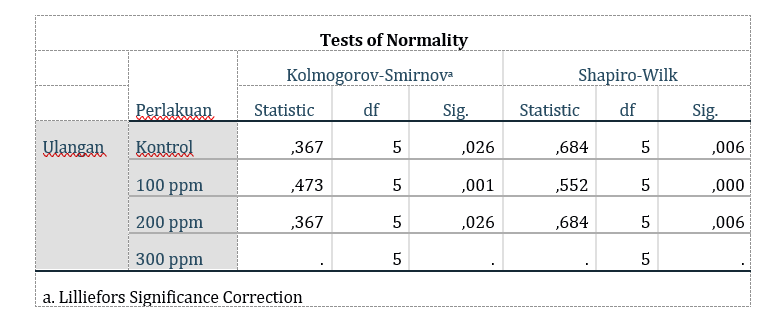 Tests of Normality
Kolmogorov-Smirnovᵃ Shapiro-Wilk
Perlakuan Statistic df Sig. Statistic df Sig.
Ulangan Kontrol ,367 5 ,026 ,684 5 ,006
100 ppm ,473 5 ,001 ,552 5 ,000
200 ppm ,367 5 ,026 ,684 5 ,006
300 ppm . 5 . . 5 .
a. Lilliefors Significance Correction